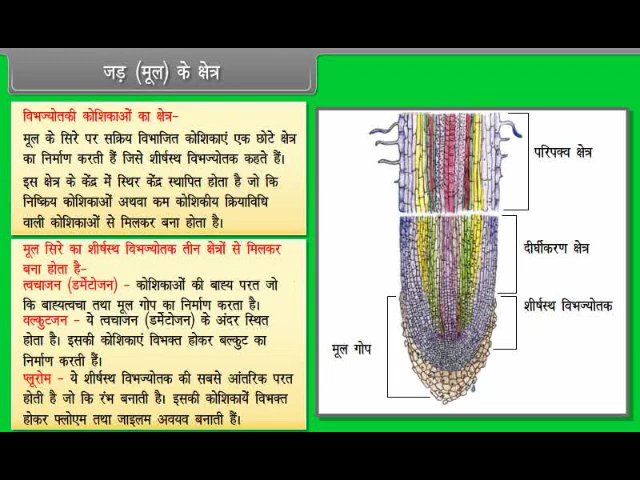 जड़ (मूल) के क्षेत्र
विभज्योतकी कोशिकाओं का क्षेत्र-
मूल के सिरे पर सक्रिय विभाजित कोशिकाएं एक छोटे क्षेत्र
का निर्माण करती हैं जिसे शीर्षस्थ विभज्योतक कहते हैं।
इस क्षेत्र के केंद्र में स्थिर केंद्र स्थापित होता है जो कि
निष्क्रिय कोशिकाओं अथवा कम कोशिकीय क्रियाविधि
वाली कोशिकाओं से मिलकर बना होता है।
मूल सिरे का शीर्षस्थ विभज्योतक तीन क्षेत्रों से मिलकर
बना होता है-
त्वचाजन (डर्मेटोजन) - कोशिकाओं की बाह्य परत जो
कि बाह्यत्वचा तथा मूल गोप का निर्माण करता है।
वल्कुटजन - ये त्वचाजन (डर्मेटोजन) के अंदर स्थित
होता है। इसकी कोशिकाएं विभक्त होकर बल्कुट का
निर्माण करती हैं।
प्लूरोम - ये शीर्षस्थ विभज्योतक की सबसे आंतरिक परत
होती है जो कि रंभ बनाती है। इसकी कोशिकायें विभक्त
होकर फ्लोएम तथा जाइलम अवयव बनाती हैं।
परिपक्व क्षेत्र
दीर्घीकरण क्षेत्र
शीर्षस्थ विभज्योतक
मूल गोप